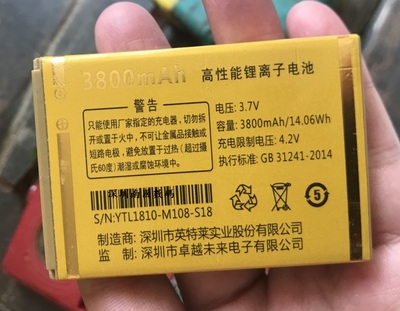 3800mAh 高性能锂离子电池
警告
只能使用厂家指定的充电器，切勿拆
开或置于火中，不可让金属品接触或
短路电极，避免放置于过热（超过摄
氏60度）潮湿或腐蚀环境。
电压: 3.7V
容量: 3800mAh/14.06Wh
充电限制电压: 4.2V
执行标准: GB 31241-2014
S/N:YTL1810-M108-S18
制造商: 深圳市英特莱实业股份有限公司
深圳市卓越未来电子有限公司
5